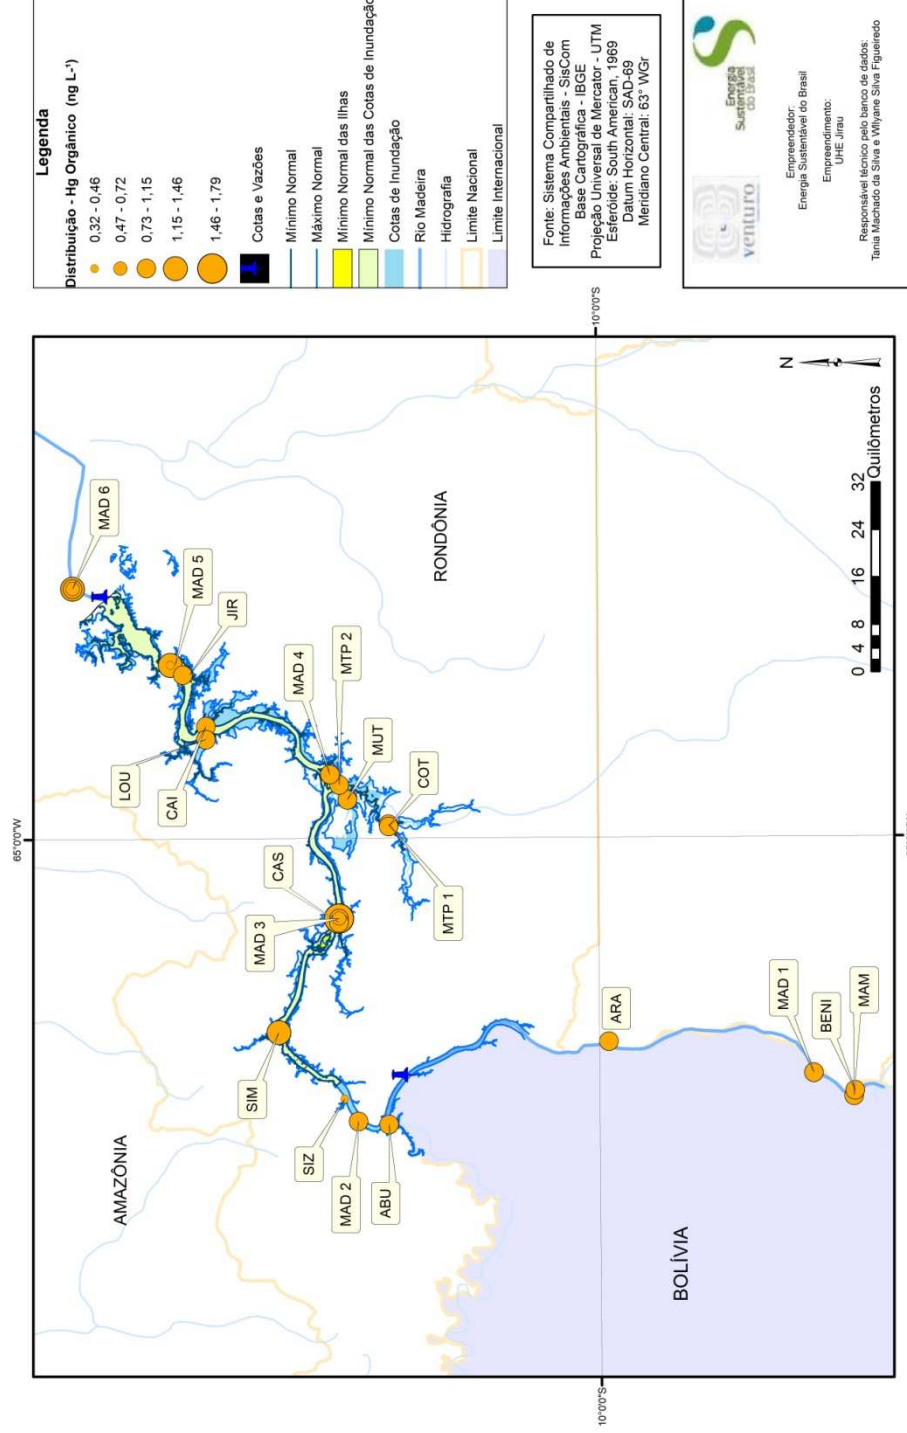 Legenda
Distribuição - Hg Orgânico (ng L-¹)
0,32 - 0,46
0,47 - 0,72
0,73 - 1,15
1,15 - 1,46
1,46 - 1,79
Cotas e Vazões
Mínimo Normal
Máximo Normal
Mínimo Normal das Ilhas
Mínimo Normal das Cotas de Inundação
Cotas de Inundação
Rio Madeira
Hidrografia
Limite Nacional
Limite Internacional
Fonte: Sistema Compartilhado de
Informações Ambientais - SisCom
Base Cartográfica - IBGE
Projeção Universal de Mercator - UTM
Esferóide: South American, 1969
Datum Horizontal: SAD-69
Meridiano Central: 63° WGr
venturo
Energia
Sustentável
do Brasil
Empreendedor:
Energia Sustentável do Brasil
Empreendimento:
UHE Jirau
Responsável técnico pelo banco de dados:
Tania Machado da Silva e Wllyane Silva Figueiredo
65°0'0"W
10°0'0"S
10°0'0"S
AMAZÔNIA
RONDÔNIA
BOLÍVIA
MAD 6
MAD 5
JIR
LOU
CAI
MAD 4
MTP 2
MUT
COT
MTP 1
CAS
MAD 3
SIM
SIZ
MAD 2
ABU
ARA
MAD 1
BENI
MAM
N
0 4 8 16 24 32
Quilômetros